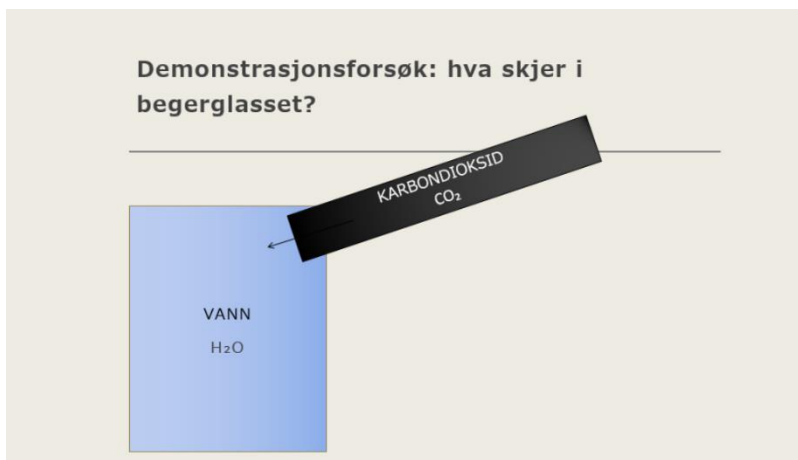 Demonstrasjonsforsøk: hva skjer i
begerglasset?
KARBONDIOKSID
CO₂
VANN
H₂O